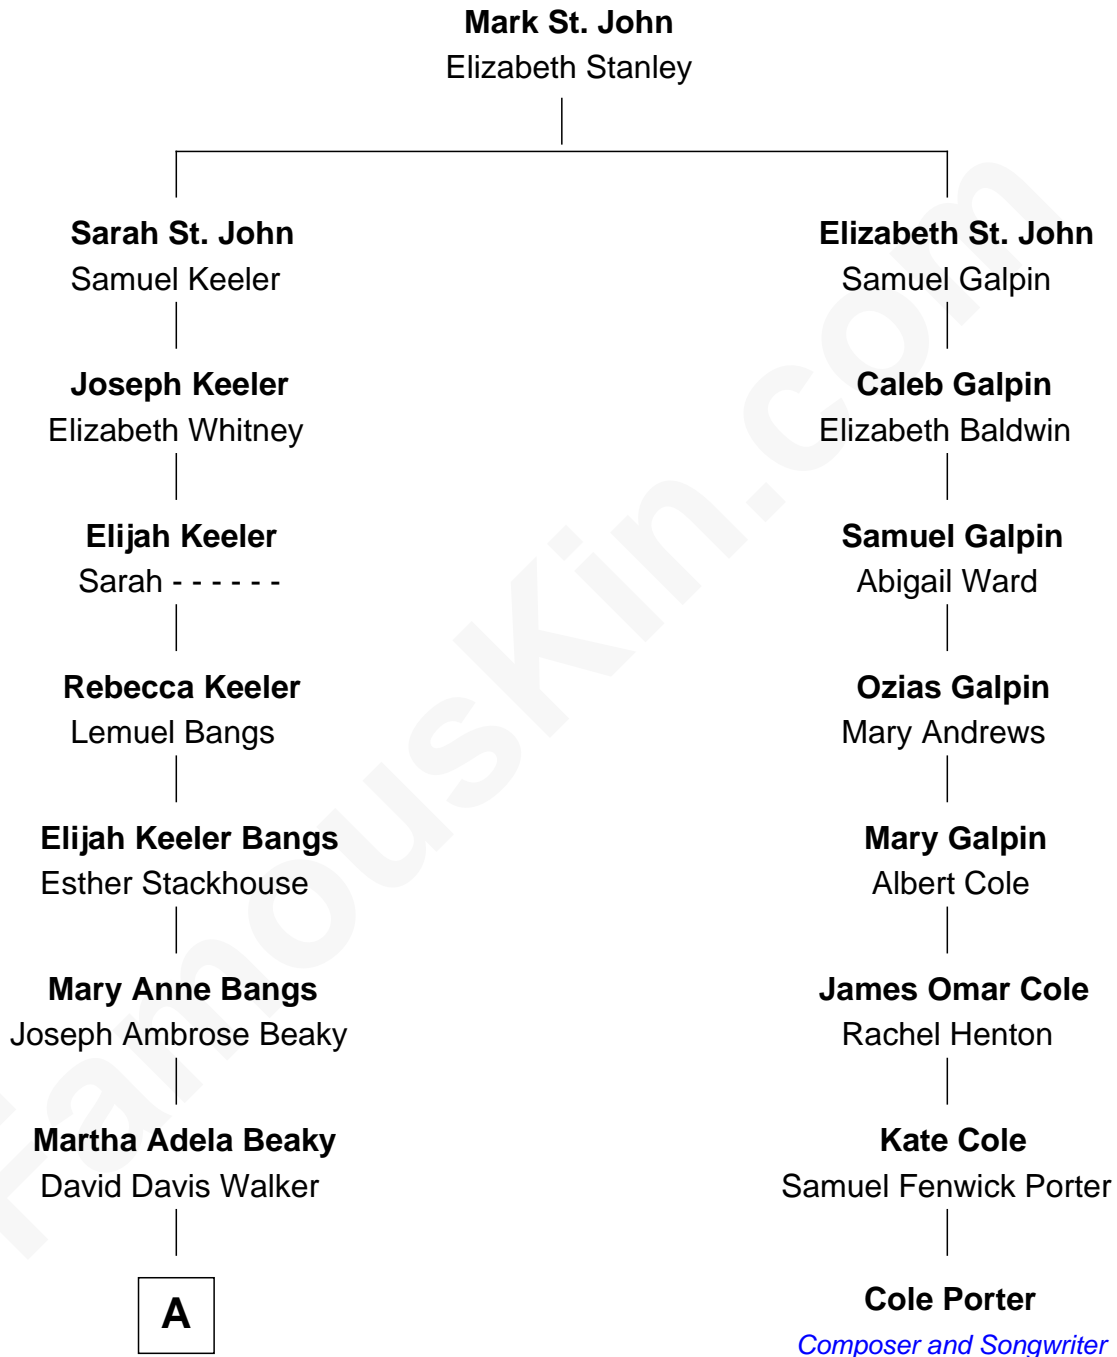 Mark St. John
Elizabeth Stanley
Sarah St. John
Samuel Keeler
Joseph Keeler
Elizabeth Whitney
Elijah Keeler
Sarah - - - - - -
Rebecca Keeler
Lemuel Bangs
Elijah Keeler Bangs
Esther Stackhouse
Mary Anne Bangs
Joseph Ambrose Beaky
Martha Adela Beaky
David Davis Walker
A
Elizabeth St. John
Samuel Galpin
Caleb Galpin
Elizabeth Baldwin
Samuel Galpin
Abigail Ward
Ozias Galpin
Mary Andrews
Mary Galpin
Albert Cole
James Omar Cole
Rachel Henton
Kate Cole
Samuel Fenwick Porter
Cole Porter
Composer and Songwriter
FamousKin.com